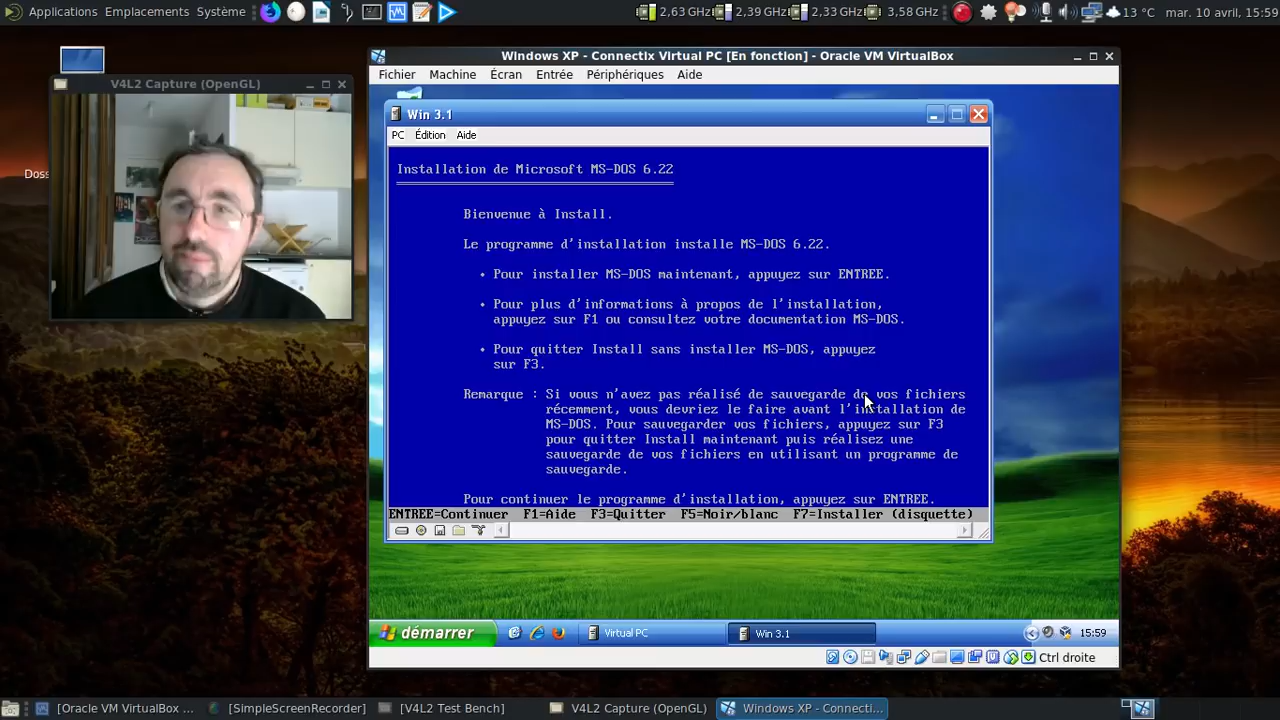 Applications Emplacements Système
2,63 GHz 2,39 GHz 2,33 GHz 3,58 GHz 13 °C mar. 10 avril, 15:59
V4L2 Capture (OpenGL)
Doss
Windows XP - Connectix Virtual PC [En fonction] - Oracle VM VirtualBox
Fichier Machine Écran Entrée Périphériques Aide
Win 3.1
PC Édition Aide
Installation de Microsoft MS-DOS 6.22
Bienvenue à Install.
Le programme d'installation installe MS-DOS 6.22.
• Pour installer MS-DOS maintenant, appuyez sur ENTREE.
• Pour plus d'informations à propos de l'installation,
appuyez sur F1 ou consultez votre documentation MS-DOS.
• Pour quitter Install sans installer MS-DOS, appuyez
sur F3.
Remarque : Si vous n'avez pas réalisé de sauvegarde de vos fichiers
récemment, vous devriez le faire avant l'installation de
MS-DOS. Pour sauvegarder vos fichiers, appuyez sur F3
pour quitter Install maintenant puis réalisez une
sauvegarde de vos fichiers en utilisant un programme de
sauvegarde.
Pour continuer le programme d'installation, appuyez sur ENTREE.
ENTREE=Continuer F1=Aide F3=Quitter F5=Noir/blanc F7=Installer (disquette)
démarrer Virtual PC Win 3.1 15:59
Ctrl droite
[Oracle VM VirtualBox ... [SimpleScreenRecorder] [V4L2 Test Bench] V4L2 Capture (OpenGL) Windows XP - Connecti...